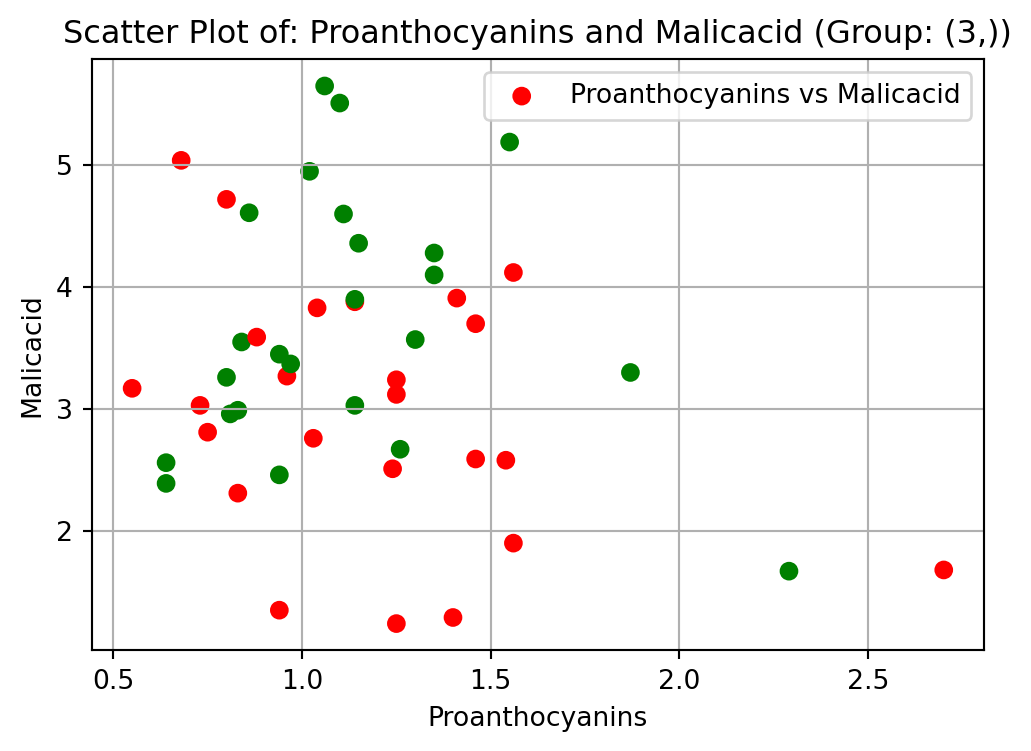 Scatter Plot of: Proanthocyanins and Malicacid (Group: (3,))
Proanthocyanins vs Malicacid
5
4
3
2
Malicacid
0.5 1.0 1.5 2.0 2.5
Proanthocyanins